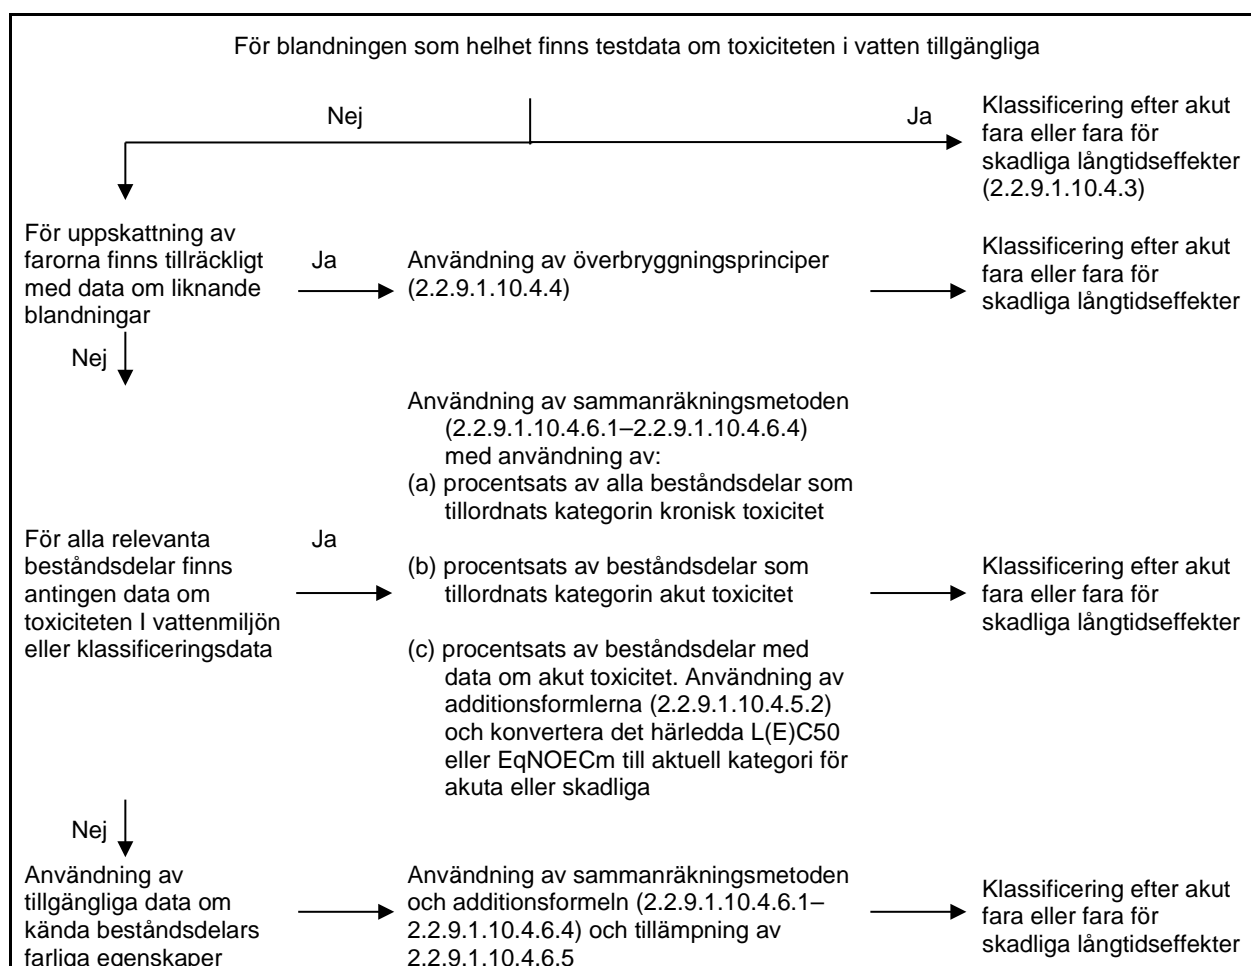 För blandningen som helhet finns testdata om toxiciteten i vatten tillgängliga
Nej
Ja
Klassificering efter akut
fara eller fara för
skadliga långtidseffekter
(2.2.9.1.10.4.3)
För uppskattning av
farorna finns tillräckligt
med data om liknande
blandningar
Ja
Användning av överbryggningsprinciper
(2.2.9.1.10.4.4)
Klassificering efter akut
fara eller fara för
skadliga långtidseffekter
Nej
Användning av sammanräkningsmetoden
(2.2.9.1.10.4.6.1–2.2.9.1.10.4.6.4)
med användning av:
(a) procentsats av alla beståndsdelar som
tillordnats kategorin kronisk toxicitet
För alla relevanta
beståndsdelar finns
antingen data om
toxiciteten I vattenmiljön
eller klassificeringsdata
Ja
(b) procentsats av beståndsdelar som
tillordnats kategorin akut toxicitet
(c) procentsats av beståndsdelar med
data om akut toxicitet. Användning av
additionsformlerna (2.2.9.1.10.4.5.2)
och konvertera det härledda L(E)C50
eller EqNOECm till aktuell kategori för
akuta eller skadliga
Klassificering efter akut
fara eller fara för
skadliga långtidseffekter
Nej
Användning av
tillgängliga data om
kända beståndsdelars
farliga egenskaper
Användning av sammanräkningsmetoden
och additionsformeln (2.2.9.1.10.4.6.1–
2.2.9.1.10.4.6.4) och tillämpning av
2.2.9.1.10.4.6.5
Klassificering efter akut
fara eller fara för
skadliga långtidseffekter